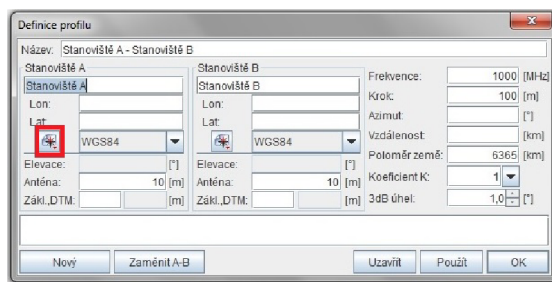 Definice profilu
Název: Stanoviště A - Stanoviště B
Stanoviště A
Stanoviště A
Lon:
Lat:
WGS84
Elevace: [°]
Anténa: 10 [m]
Zákl.,DTM: [m]
Stanoviště B
Stanoviště B
Lon:
Lat:
WGS84
Elevace: [°]
Anténa: 10 [m]
Zákl.,DTM: [m]
Frekvence: 1000 [MHz]
Krok: 100 [m]
Azimut: [°]
Vzdálenost: [km]
Poloměr země: 6365 [km]
Koeficient K: 1
3dB úhel: 1,0 [°]
Nový Zaměnit A-B Uzavřít Použít OK